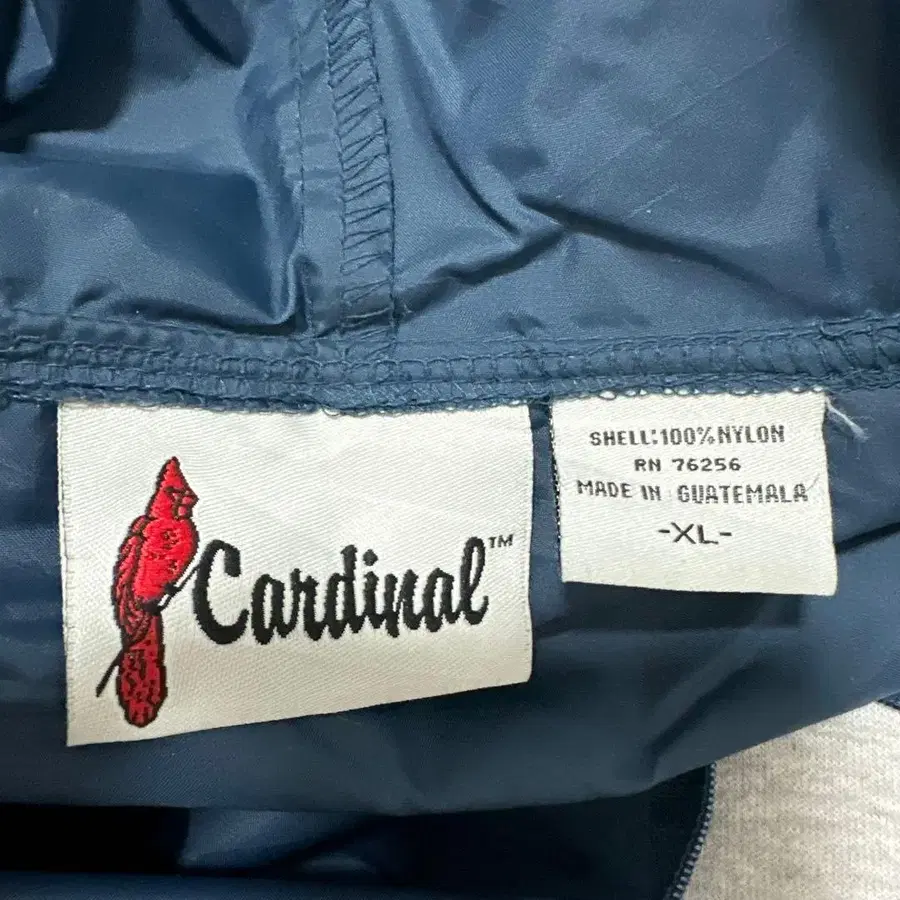 Cardinal™
SHELL:100%NYLON
RN 76256
MADE IN GUATEMALA
-XL-